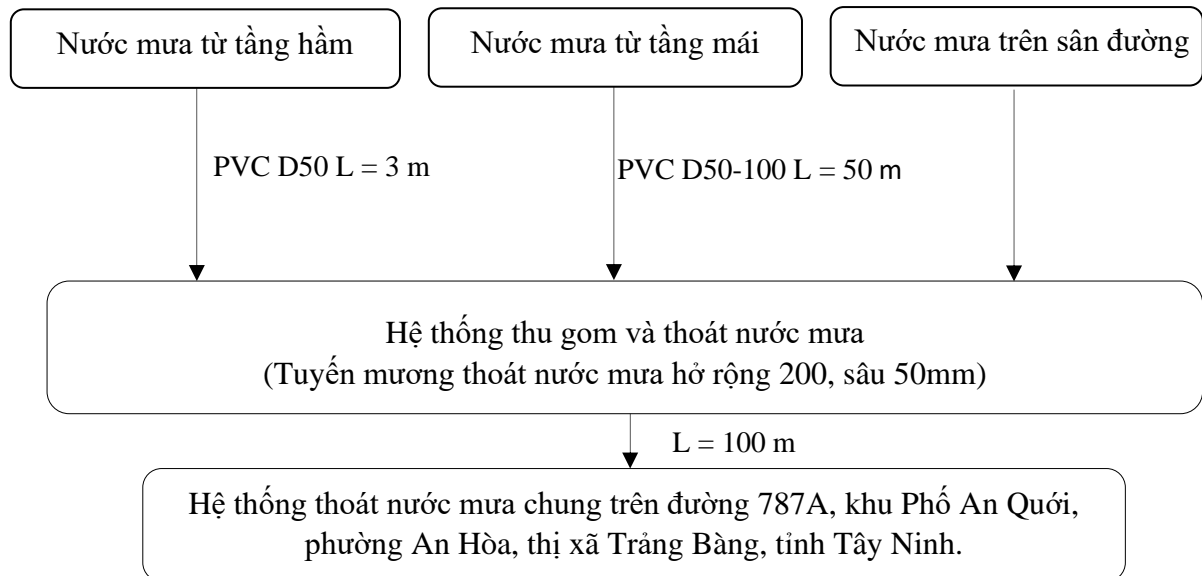 Nước mưa từ tầng hầm
Nước mưa từ tầng mái
Nước mưa trên sân đường
PVC D50 L = 3 m
PVC D50-100 L = 50 m
Hệ thống thu gom và thoát nước mưa
(Tuyến mương thoát nước mưa hở rộng 200, sâu 50mm)
L = 100 m
Hệ thống thoát nước mưa chung trên đường 787A, khu Phố An Quới,
phường An Hòa, thị xã Trảng Bàng, tỉnh Tây Ninh.